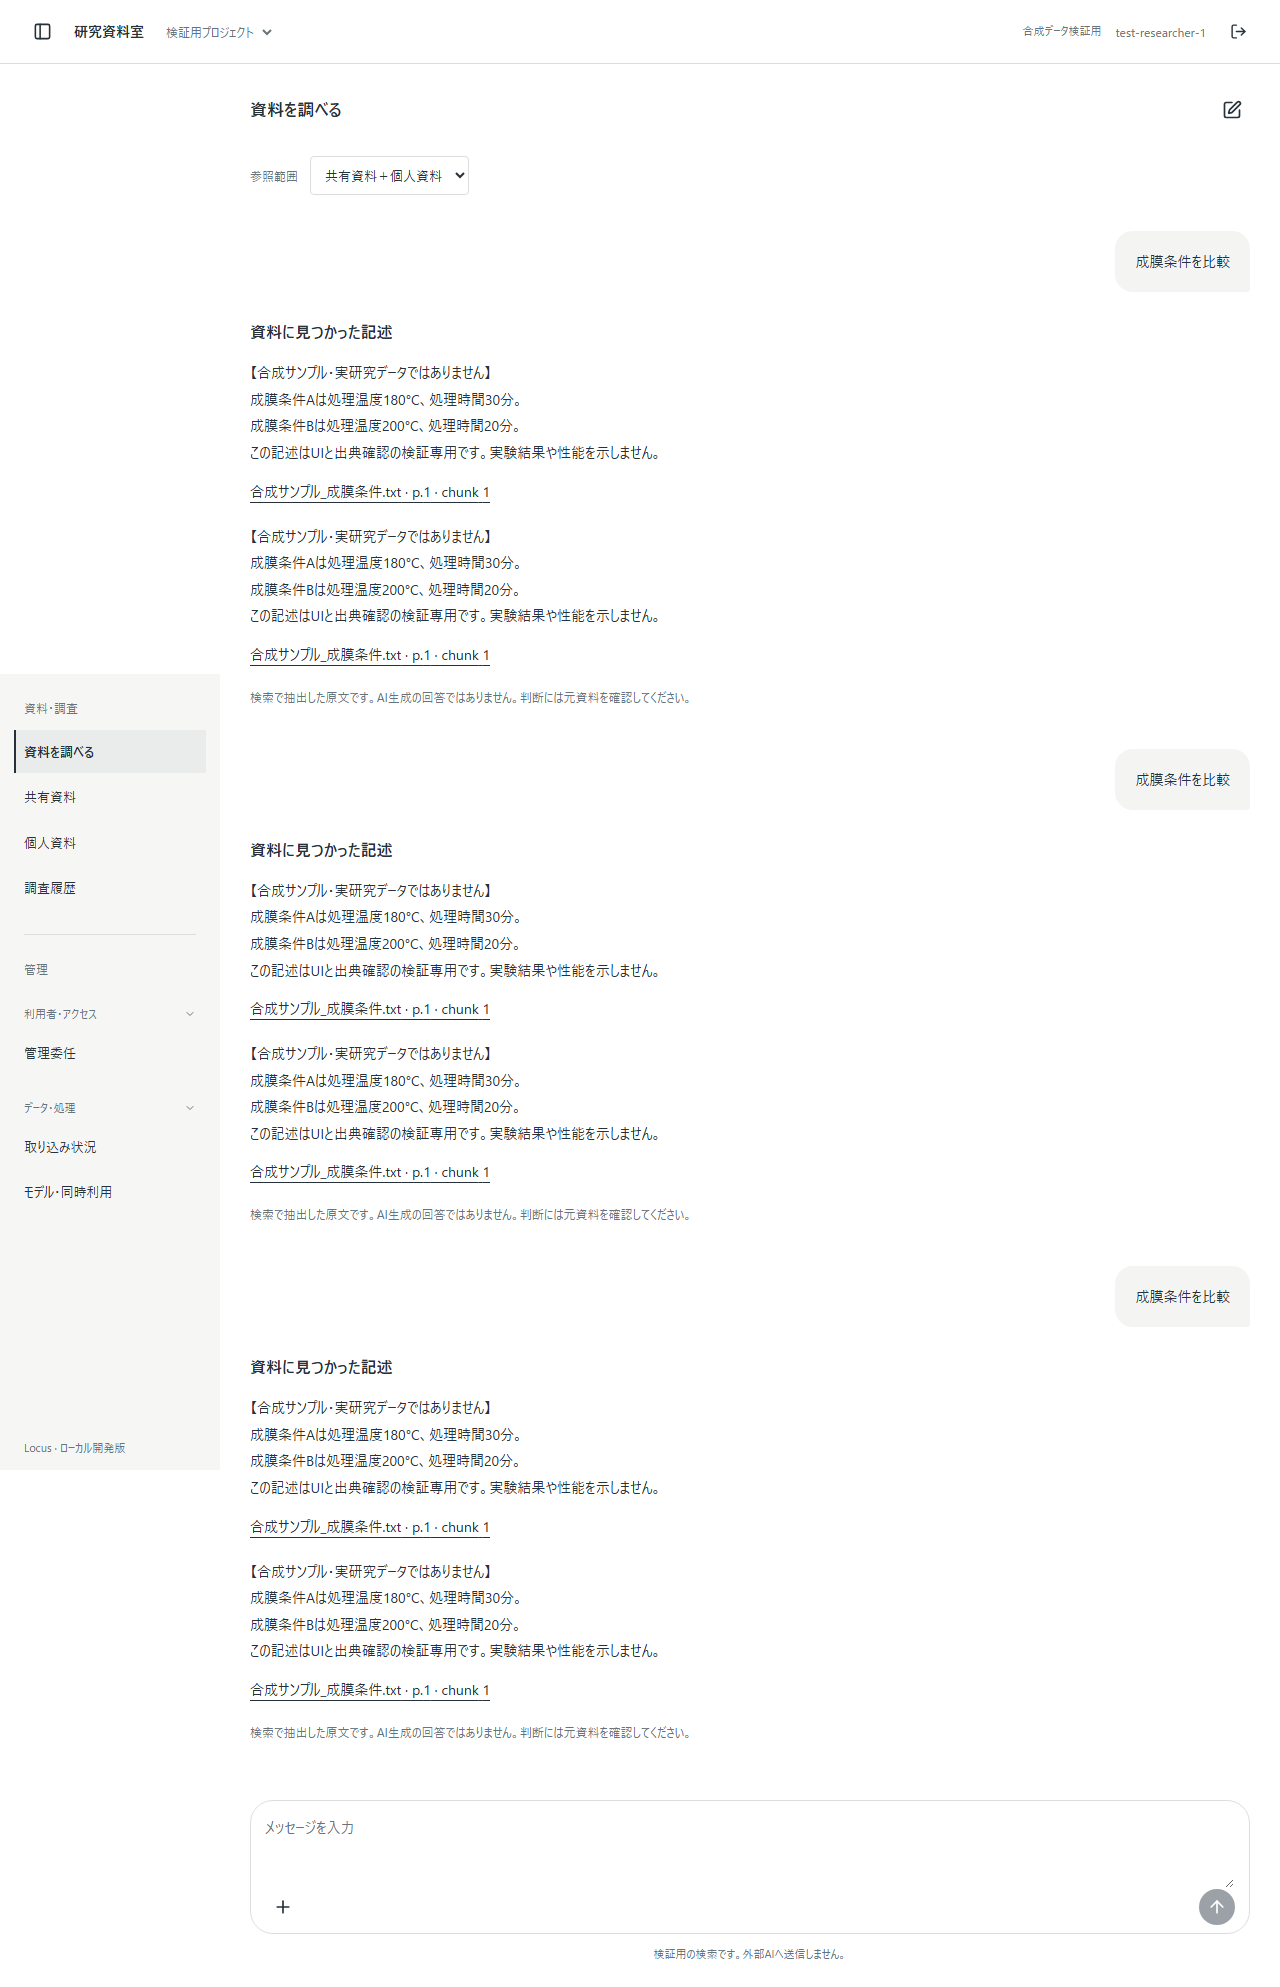 研究資料室
検証用プロジェクト
合成データ検証用
test-researcher-1
資料を調べる
参照範囲
共有資料＋個人資料
成膜条件を比較
資料に見つかった記述
【合成サンプル・実研究データではありません】
成膜条件Aは処理温度180°C、処理時間30分。
成膜条件Bは処理温度200°C、処理時間20分。
この記述はUIと出典確認の検証専用です。実験結果や性能を示しません。
合成サンプル_成膜条件.txt · p.1 · chunk 1
【合成サンプル・実研究データではありません】
成膜条件Aは処理温度180°C、処理時間30分。
成膜条件Bは処理温度200°C、処理時間20分。
この記述はUIと出典確認の検証専用です。実験結果や性能を示しません。
合成サンプル_成膜条件.txt · p.1 · chunk 1
検索で抽出した原文です。AI生成の回答ではありません。判断には元資料を確認してください。
資料・調査
資料を調べる
共有資料
個人資料
調査履歴
管理
利用者・アクセス
管理委任
データ・処理
取り込み状況
モデル・同時利用
Locus · ローカル開発版
成膜条件を比較
資料に見つかった記述
【合成サンプル・実研究データではありません】
成膜条件Aは処理温度180°C、処理時間30分。
成膜条件Bは処理温度200°C、処理時間20分。
この記述はUIと出典確認の検証専用です。実験結果や性能を示しません。
合成サンプル_成膜条件.txt · p.1 · chunk 1
【合成サンプル・実研究データではありません】
成膜条件Aは処理温度180°C、処理時間30分。
成膜条件Bは処理温度200°C、処理時間20分。
この記述はUIと出典確認の検証専用です。実験結果や性能を示しません。
合成サンプル_成膜条件.txt · p.1 · chunk 1
検索で抽出した原文です。AI生成の回答ではありません。判断には元資料を確認してください。
成膜条件を比較
資料に見つかった記述
【合成サンプル・実研究データではありません】
成膜条件Aは処理温度180°C、処理時間30分。
成膜条件Bは処理温度200°C、処理時間20分。
この記述はUIと出典確認の検証専用です。実験結果や性能を示しません。
合成サンプル_成膜条件.txt · p.1 · chunk 1
【合成サンプル・実研究データではありません】
成膜条件Aは処理温度180°C、処理時間30分。
成膜条件Bは処理温度200°C、処理時間20分。
この記述はUIと出典確認の検証専用です。実験結果や性能を示しません。
合成サンプル_成膜条件.txt · p.1 · chunk 1
検索で抽出した原文です。AI生成の回答ではありません。判断には元資料を確認してください。
メッセージを入力
検証用の検索です。外部AIへ送信しません。